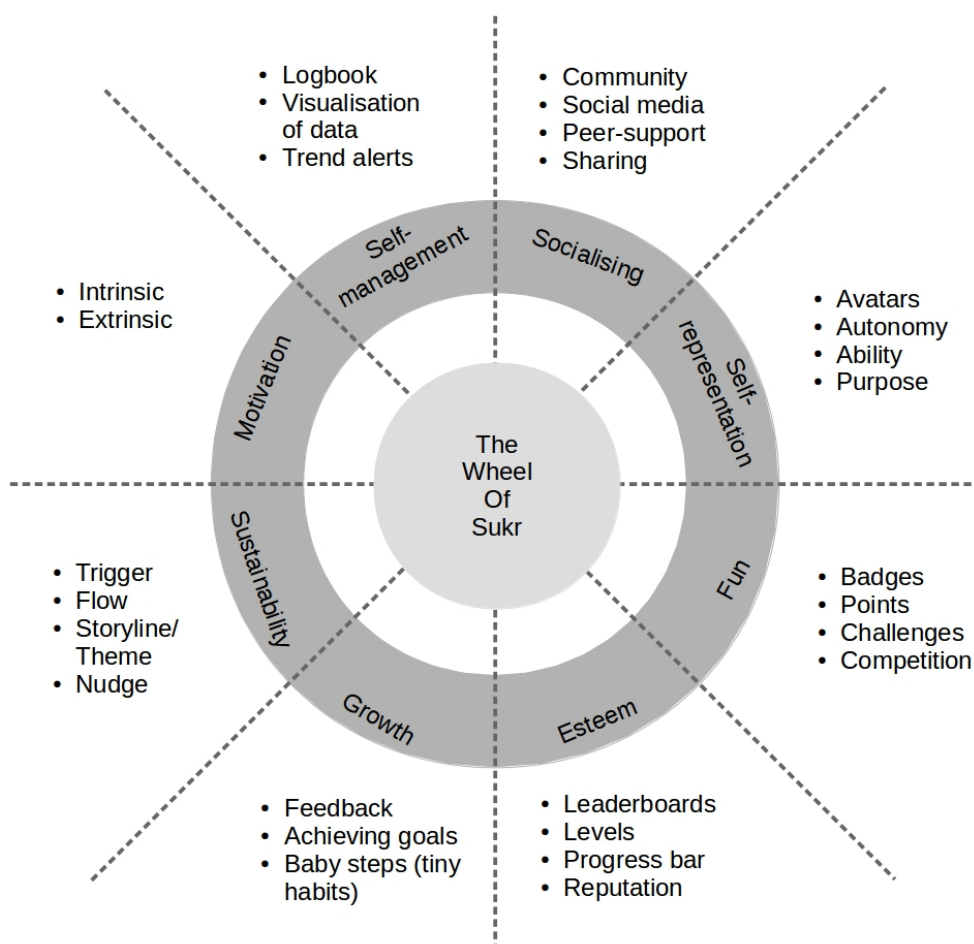 • Logbook
• Visualisation
of data
• Trend alerts
• Community
• Social media
• Peer-support
• Sharing
Self-
management
Socialising
• Intrinsic
• Extrinsic
Motivation
Self-
representation
• Avatars
• Autonomy
• Ability
• Purpose
The
Wheel
Of
Sukr
Sustainability
• Trigger
• Flow
• Storyline/
Theme
• Nudge
Fun
• Badges
• Points
• Challenges
• Competition
Growth
Esteem
• Feedback
• Achieving goals
• Baby steps (tiny
habits)
• Leaderboards
• Levels
• Progress bar
• Reputation